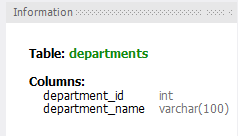 Information
Table: departments
Columns:
department_id int
department_name varchar(100)